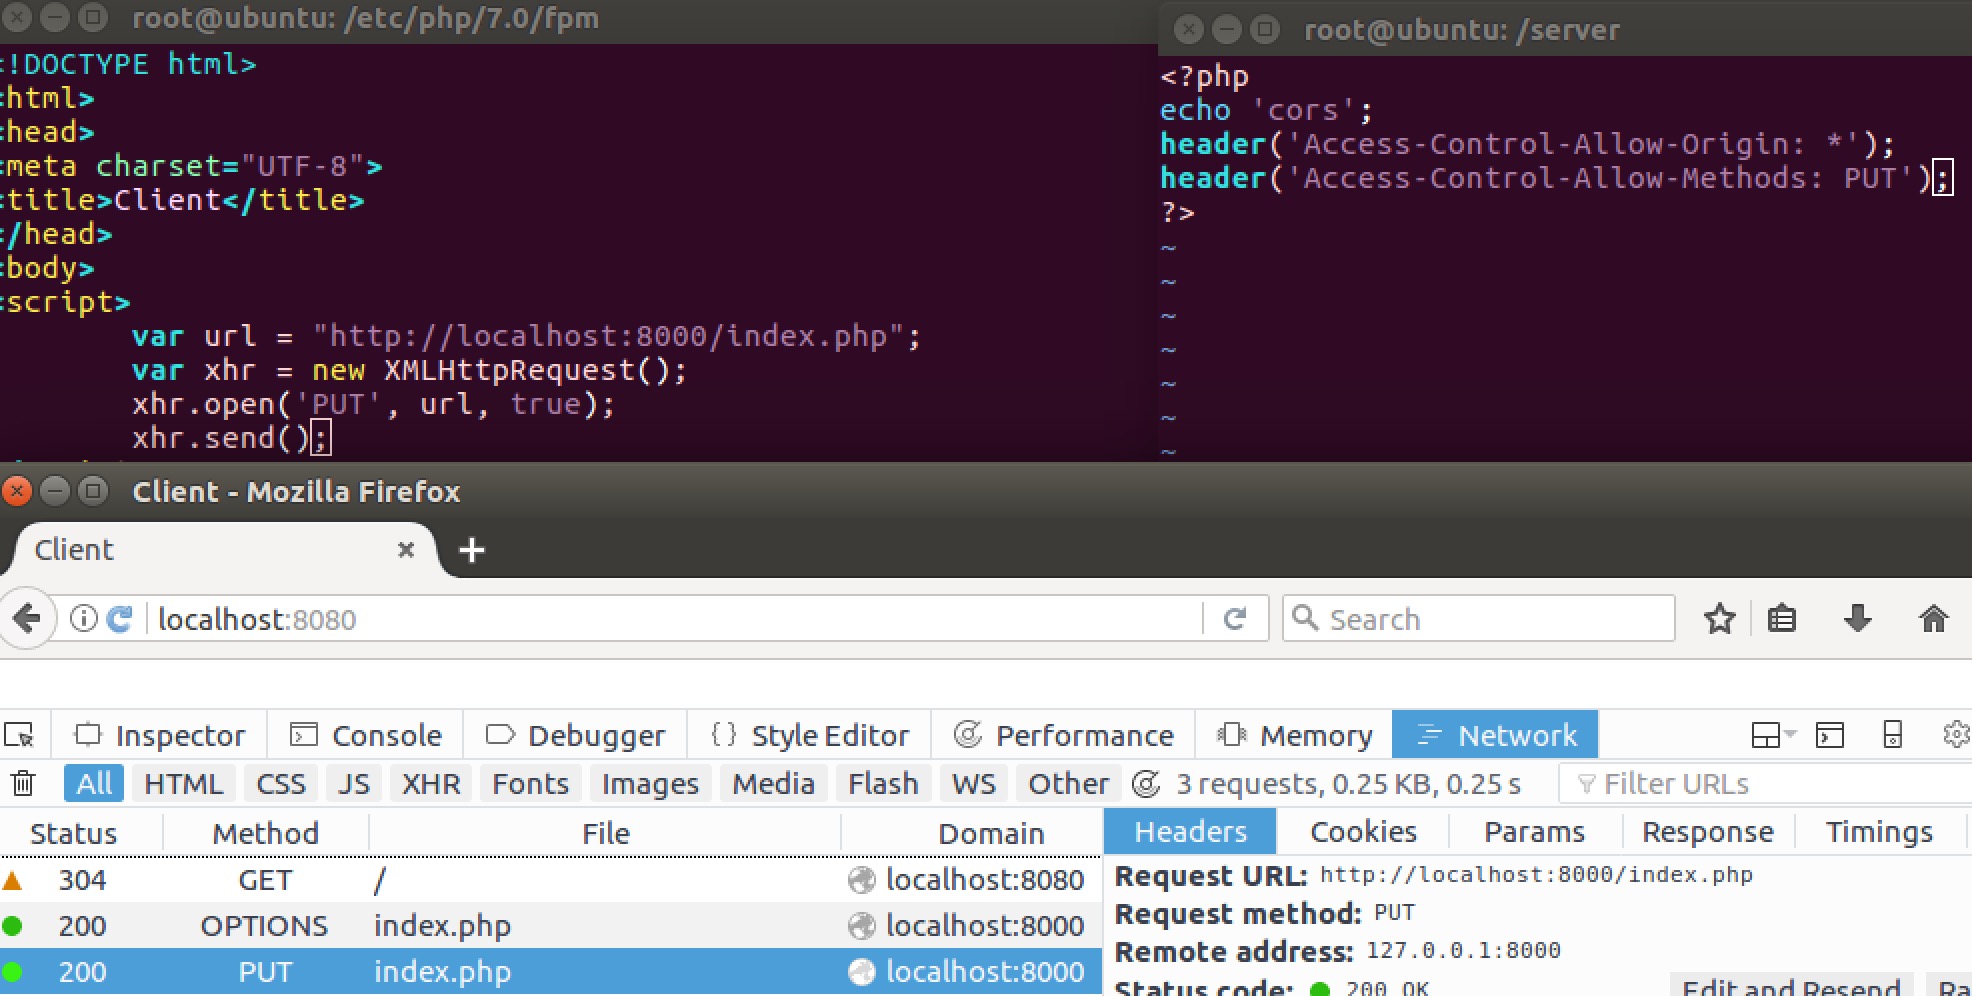 root@ubuntu: /etc/php/7.0/fpm
<!DOCTYPE html>
<html>
<head>
<meta charset="UTF-8">
<title>Client</title>
</head>
<body>
<script>
var url = "http://localhost:8000/index.php";
var xhr = new XMLHttpRequest();
xhr.open('PUT', url, true);
xhr.send();
root@ubuntu: /server
<?php
echo 'cors';
header('Access-Control-Allow-Origin: *');
header('Access-Control-Allow-Methods: PUT');
?>
~
~
~
~
~
~
~
Client - Mozilla Firefox
Client
localhost:8080
Search
Inspector Console Debugger {} Style Editor Performance Memory Network
All HTML CSS JS XHR Fonts Images Media Flash WS Other 3 requests, 0.25 KB, 0.25 s Filter URLs
Status Method File Domain
304 GET / localhost:8080
200 OPTIONS index.php localhost:8000
200 PUT index.php localhost:8000
Headers Cookies Params Response Timings
Request URL: http://localhost:8000/index.php
Request method: PUT
Remote address: 127.0.0.1:8000
Status code: 200 OK Edit and Resend Ra